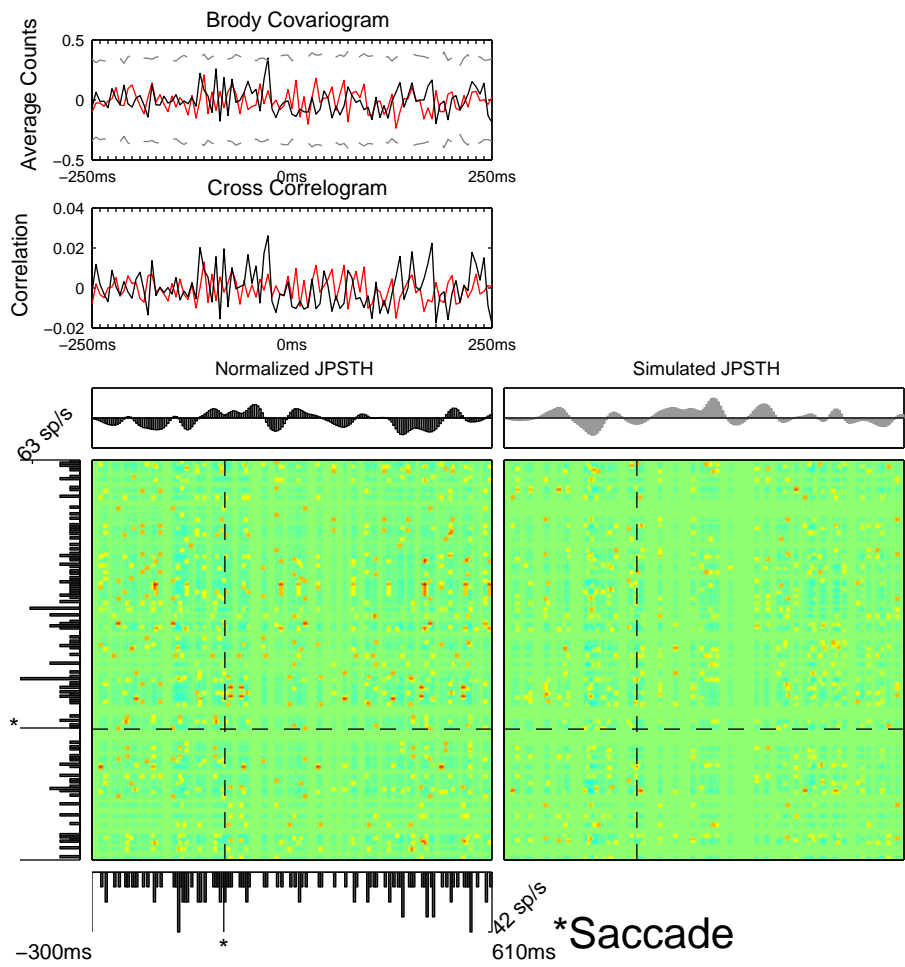 Brody Covariogram
Average Counts
0.5
0
−0.5
−250ms
0ms
250ms
Cross Correlogram
Correlation
0.04
0.02
0
−0.02
−250ms
0ms
250ms
Normalized JPSTH
Simulated JPSTH
63 sp/s
*
42 sp/s
*
*Saccade
−300ms
610ms